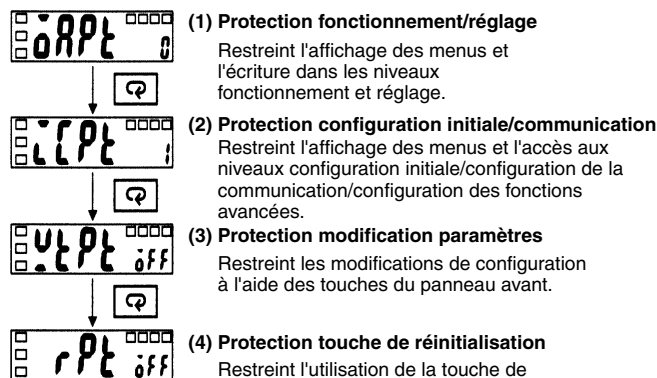 oAPt 0
(1) Protection fonctionnement/réglage
Restreint l'affichage des menus et
l'écriture dans les niveaux
fonctionnement et réglage.
iCPt 1
(2) Protection configuration initiale/communication
Restreint l'affichage des menus et l'accès aux
niveaux configuration initiale/configuration de la
communication/configuration des fonctions
avancées.
WtPt oFF
(3) Protection modification paramètres
Restreint les modifications de configuration
à l'aide des touches du panneau avant.
rPt oFF
(4) Protection touche de réinitialisation
Restreint l'utilisation de la touche de